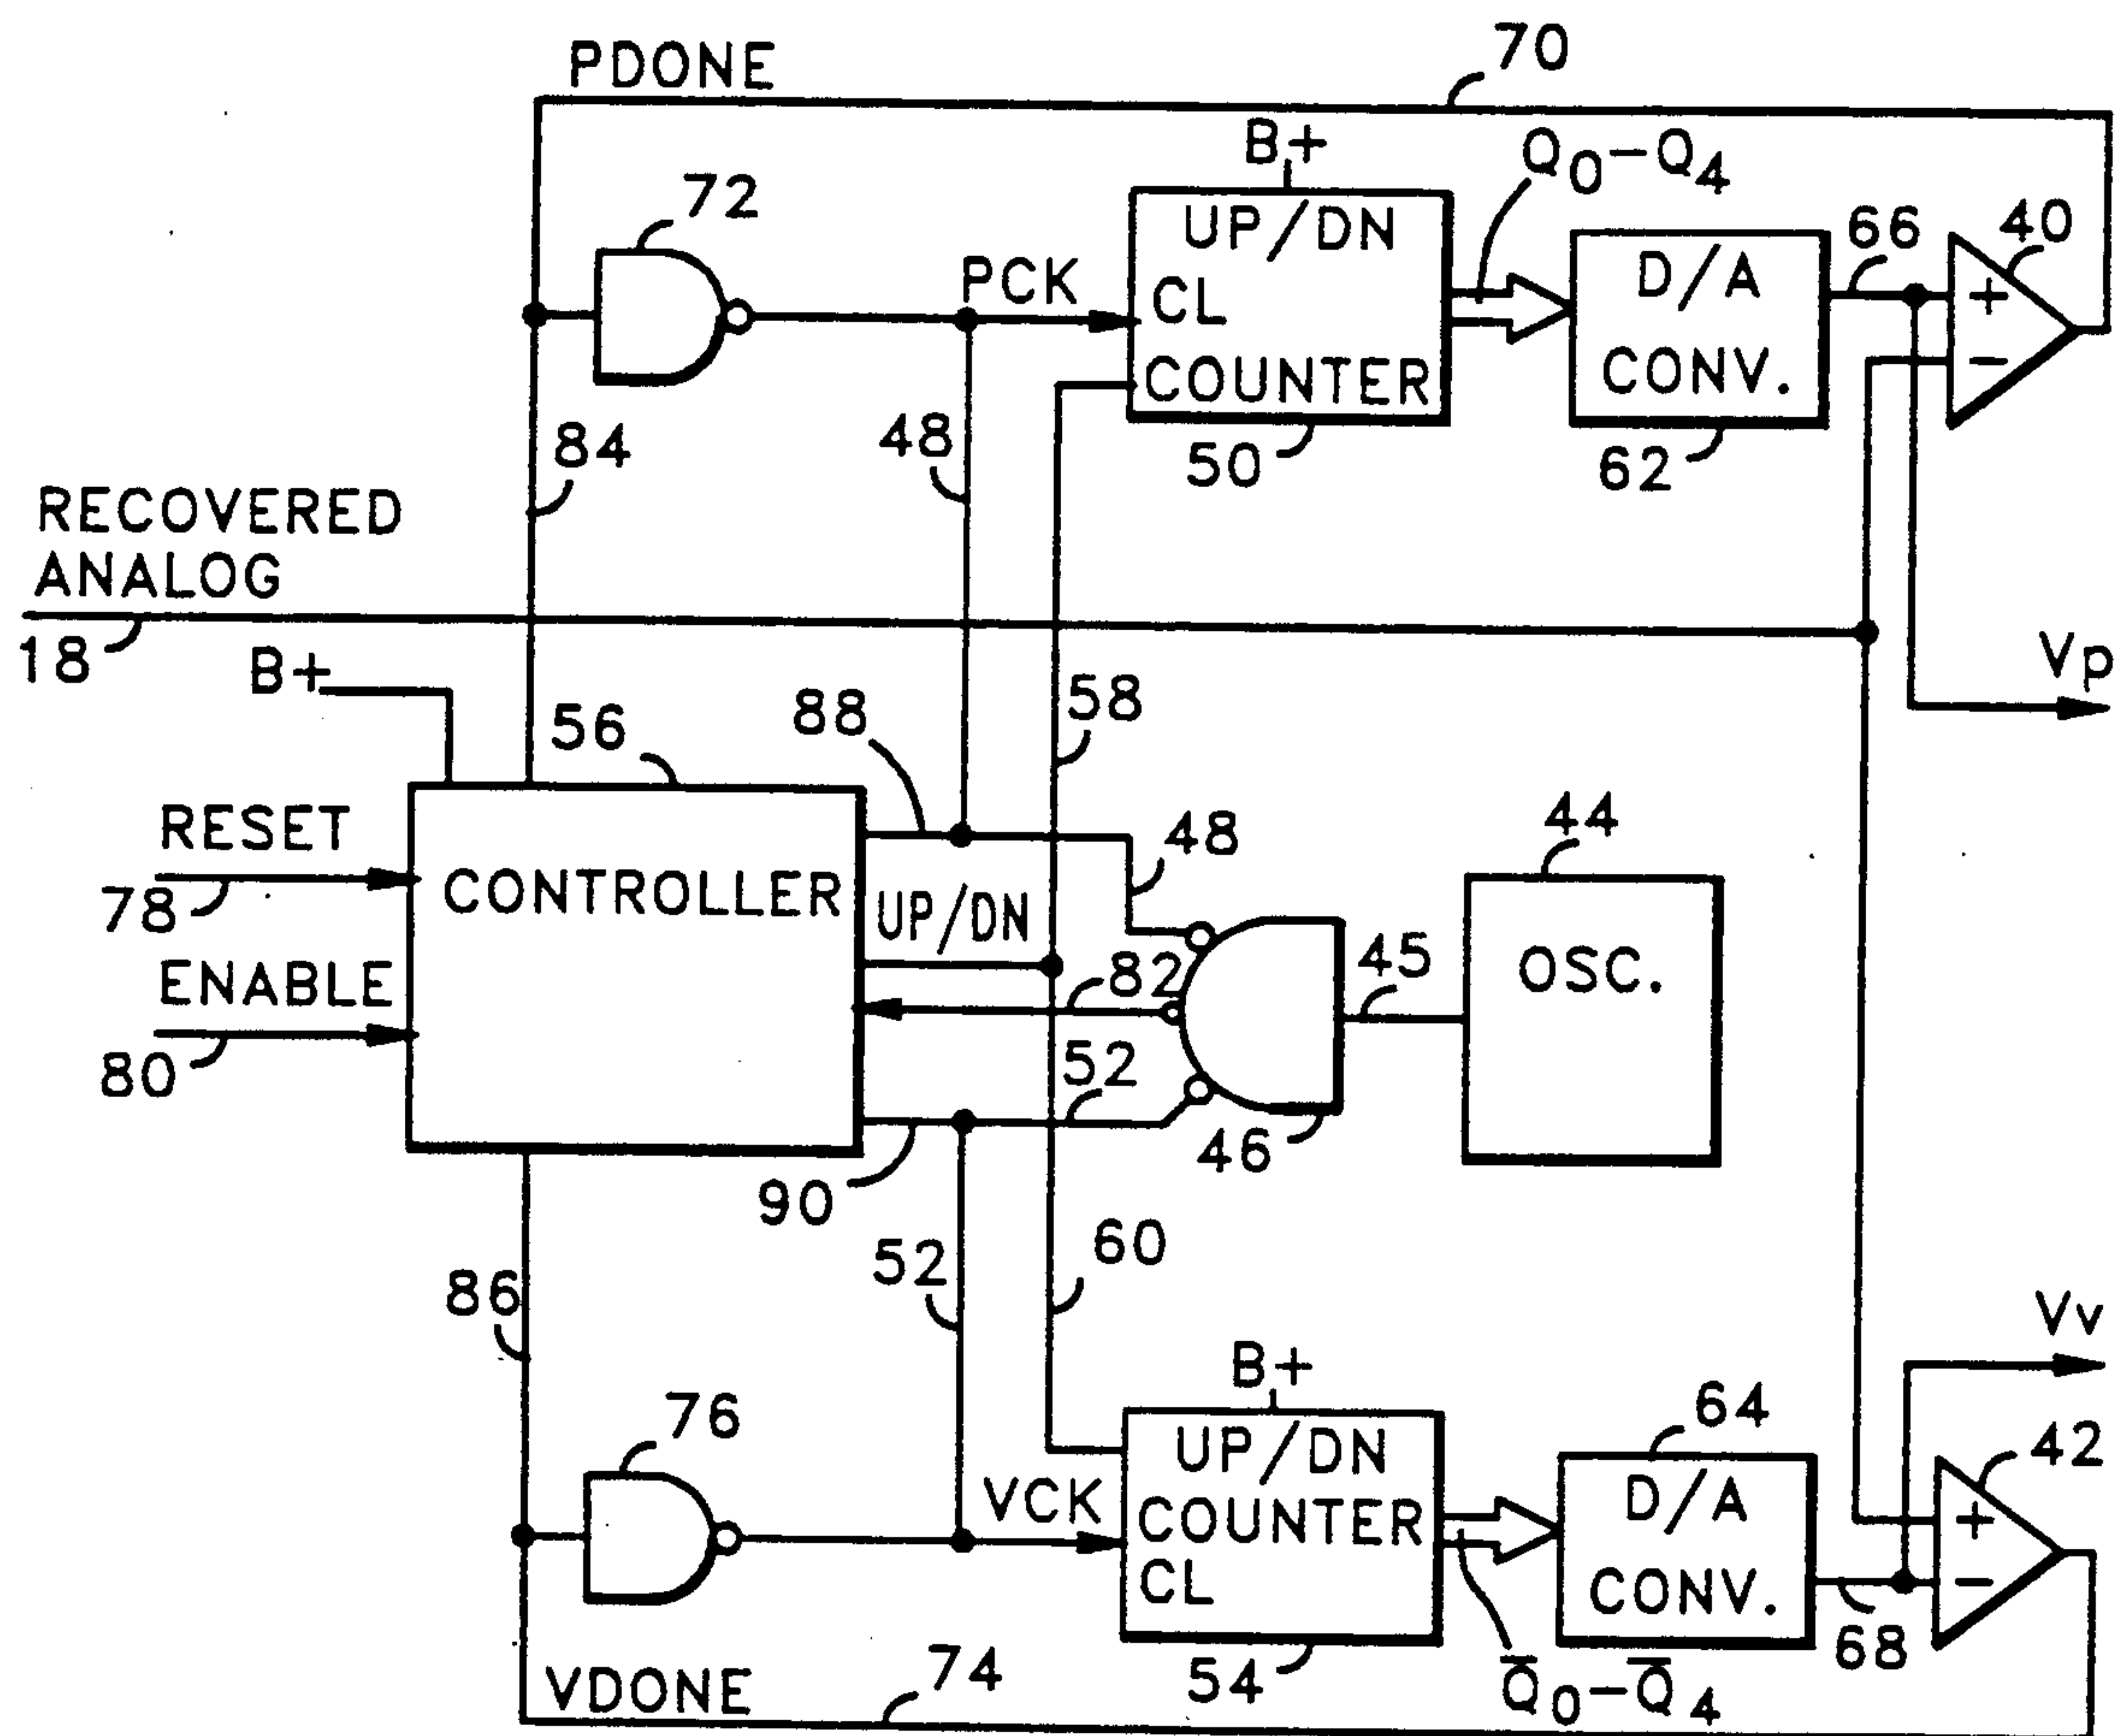 PDONE
70
B+
Q0-Q4
72
UP/DN
CL
COUNTER
50
PCK
D/A
CONV.
62
66
40
+
-
84
48
RECOVERED
ANALOG
18
B+
58
Vp
56
88
RESET
78
CONTROLLER
ENABLE
80
UP/DN
48
44
OSC.
45
82
52
46
90
52
60
86
Vv
B+
76
64
42
UP/DN
COUNTER
CL
54
VCK
D/A
CONV.
68
+
-
Q̅0-Q̅4
VDONE
74